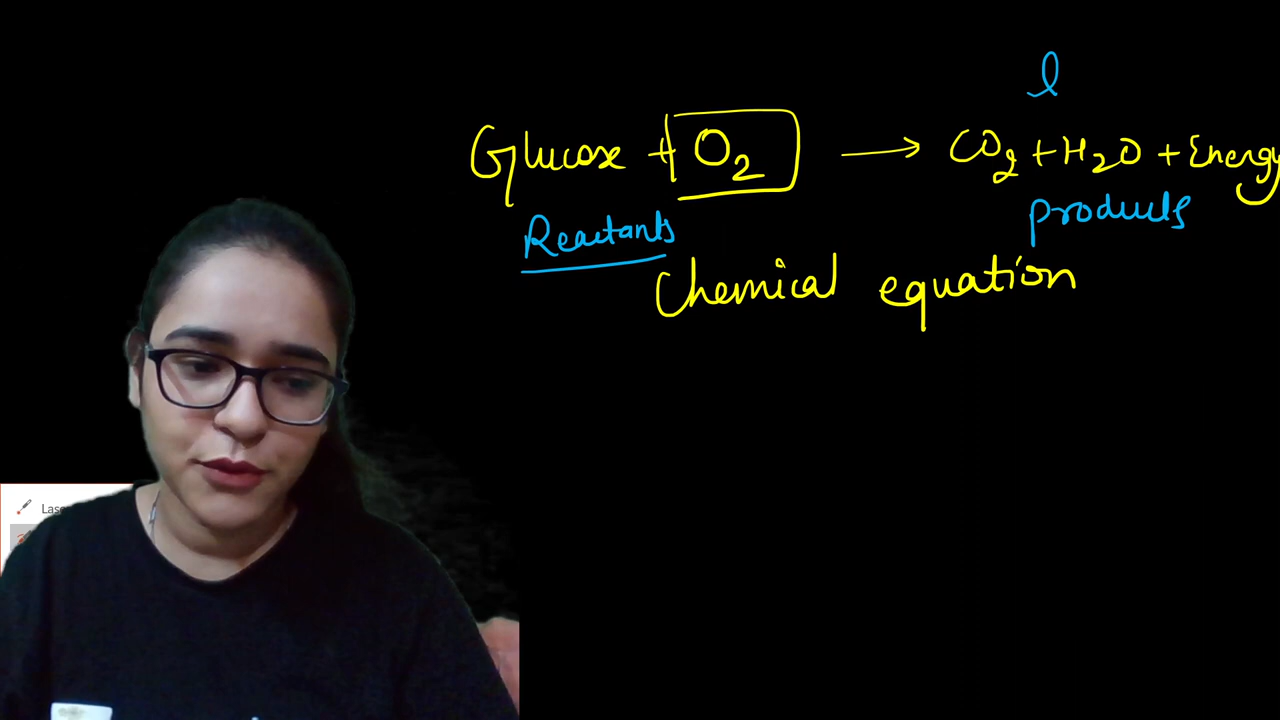 l
Glucose + O2 → CO2 + H2O + Energy
Reactants
products
Chemical equation